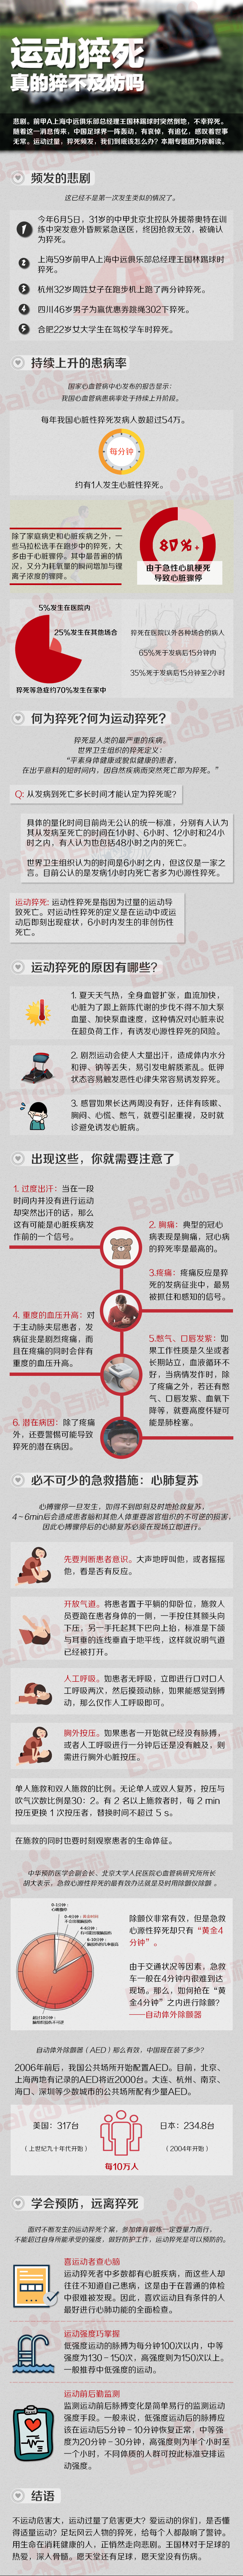 运动猝死
真的猝不及防吗
悲剧。前甲A上海中远俱乐部总经理王国林踢球时突然倒地，不幸猝死。
随着这一消息传来，中国足球界一阵轰动，有哀悼，有追忆，感叹着世事
无常。运动过量，猝死频发，我们到底该怎么办？本期专题团为你解读。
频发的悲剧
这已经不是第一次发生类似的情况了。
1
今年6月5日，31岁的中甲北京北控队外援蒂奥特在训
练中突发意外昏厥紧急送医，终因抢救无效，被确认
为猝死。
2
上海59岁前甲A上海中远俱乐部总经理王国林踢球时
猝死。
3
杭州32岁周姓女子在跑步机上跑了两分钟猝死。
4
四川46岁男子为赢优惠券跳绳302下猝死。
5
合肥22岁女大学生在驾校学车时猝死。
持续上升的患病率
国家心血管病中心发布的报告显示：
我国心血管病患病率处于持续上升阶段。
每年我国心脏性猝死发病人数超过54万。
每分钟
约有1人发生心脏性猝死。
除了家庭病史和心脏疾病之外，一
些马拉松选手在跑步中的猝死，大
多由于心脏骤停。其中最普遍的情
况，又分为耗氧量的瞬间增加与锂
离子浓度的骤降。
80%+
由于急性心肌梗死
导致心脏骤停
5%发生在医院内
25%发生在其他场合
猝死等急症约70%发生在家中
猝死在医院以外各种场合的病人
65%死于发病后15分钟内
35%死于发病后15分钟至2小时
何为猝死?何为运动猝死?
猝死是人类的最严重的疾病。
世界卫生组织的猝死定义：
“平素身体健康或貌似健康的患者，
在出乎意料的短时间内，因自然疾病而突然死亡即为猝死。”
Q: 从发病到死亡多长时间才能认定为猝死呢?
具体的量化时间目前尚无公认的统一标准，分别有人认为
其从发病至死亡的时间在1小时、6小时、12小时和24小时
之内，有人认为也包括48小时之内的死亡。
世界卫生组织认为的时间是6小时之内，但这仅是一家之
言。目前公认的是发病1小时内死亡者多为心源性猝死。
运动猝死: 运动性猝死是指因为过量的运动导
致死亡。对运动性猝死的定义是在运动中或运
动后即刻出现症状，6小时内发生的非创伤性
死亡。
运动猝死的原因有哪些?
1. 夏天天气热，全身血管扩张，血流加快，
心脏为了跟上新陈代谢的步伐不得不加大泵
血量、加快泵血速度，此种情况对心脏来说
在超负荷工作，有诱发心源性猝死的风险。
2. 剧烈运动会使人大量出汗，造成体内水分
和钾、钠等丢失，易引发电解质紊乱。低钾
状态容易触发恶性心律失常容易诱发猝死。
3. 感冒如果长达两周没有好，还伴有咳嗽、
胸闷、心慌、憋气，就要引起重视，及时就
诊避免诱发心脏病。
出现这些，你就需要注意了
1. 过度出汗：当在一段
时间内并没有进行运动
却突然出汗的话，那么
这有可能是心脏疾病发
作前的一个信号。
2. 胸痛：典型的冠心
病表现是胸痛，冠心病
的猝死率是最高的。
3.疼痛：疼痛反应是猝
死的发病征兆中，最易
被抓住和感知的信号。
4. 重度的血压升高：对
于主动脉夹层患者，发
病征兆是剧烈疼痛，而
且在疼痛的同时会伴有
重度的血压升高。
5.憋气、口唇发紫：如
果工作性质是久坐或者
长期站立，血液循环不
好，当病情发作时，除
了疼痛之外，若还有憋
气、口唇发紫、血氧下
降等，就要高度怀疑可
能是肺栓塞。
6. 潜在病因：除了疼痛
外，还要警惕可能导致
猝死的潜在病因。
必不可少的急救措施：心肺复苏
心搏骤停一旦发生，如得不到即刻及时地抢救复苏，
4～6min后会造成患者脑和其他人体重要器官组织的不可逆的损害，
因此心搏骤停后的心肺复苏必须在现场立即进行。
先要判断患者意识。大声地呼叫他，或者摇摇
他，看是否有反应。
开放气道。将患者置于平躺的仰卧位，施救人
员要跪在患者身体的一侧，一手按住其额头向
下压，另一手托起其下巴向上抬，标准是下颌
与耳垂的连线垂直于地平线，这样就说明气道
已经被打开。
人工呼吸。如患者无呼吸，立即进行口对口人
工呼吸两次，然后摸颈动脉，如果能感觉到搏
动，那么仅作人工呼吸即可。
胸外按压。如果患者一开始就已经没有脉搏，
或者人工呼吸进行一分钟后还是没有触及，则
需进行胸外心脏按压。
单人施救和双人施救的比例。无论单人或双人复苏，按压与
吹气次数比例是30：2。有 2 名以上施救者时，每 2 min
按压更换 1 次按压者，替换时间不超过 5 s。
在施救的同时也要时刻观察患者的生命体征。
中华预防医学会副会长、北京大学人民医院心血管病研究所所长
胡大一表示，急救心源性猝死的最有效办法就是及时用除颤仪除颤 。
除颤仪非常有效，但是急救
心源性猝死却只有“黄金4
分钟”。
由于交通状况等因素，急救
车一般在4分钟内很难到达
现场。那么，如何抢在“黄
金4分钟”之内进行除颤?
——自动体外除颤器
自动体外除颤器（AED）那么有效，中国现在装了多少?
2006年前后，我国公共场所开始配置AED。目前，北京、
上海两地有记录的AED将近2000台。大连、杭州、南京、
海口、深圳等少数城市的公共场所配有少量AED。
美国：317台
（上世纪九十年代开始）
日本：234.8台
（2004年开始）
每10万人
学会预防，远离猝死
面对不断发生的运动猝死个案，参加体育锻炼一定要量力而行，
不能超过自身所能承受的强度，做好防护工作，运动猝死是可以预防的。
喜运动者查心脑
运动猝死者中多数都有心脏疾病，而这些人却
往往不知道自己患病，这是由于在普通的体检
中很难被发现。因此，喜欢运动且有条件的人
最好进行心肺功能的全面检查。
运动强度巧掌握
低强度运动的脉搏为每分钟100次以内，中等
强度为130－150次，高强度则为150次以上。
一般推荐中低强度的运动。
运动前后勤监测
监测运动前后脉搏变化是简单易行的监测运动
强度手段。一般来说，低强度运动后的脉搏应
该在运动后5分钟－10分钟恢复正常，中等强
度为20分钟－30分钟，高强度则为半个小时至
一个小时，不同体质的人群可按此标准安排运
动强度。
结语
不运动危害大，运动过量了危害更大？爱运动的你们，是否懂
得适量运动？足坛风云人物的猝死，给每个人都敲响了警钟。
用生命在消耗健康的人，正悄然走向悲剧。王国林对于足球的
热爱，深人骨髓。愿天堂还有足球，愿天堂没有伤病。